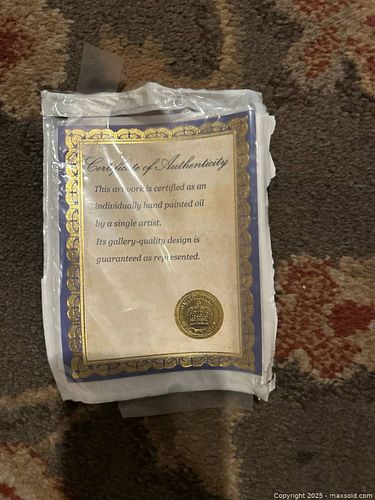 Certificate of Authenticity
This artwork is certified as an
individually hand painted oil
by a single artist.
Its gallery-quality design is
guaranteed as represented.
Copyright 2025 - maxsold.com